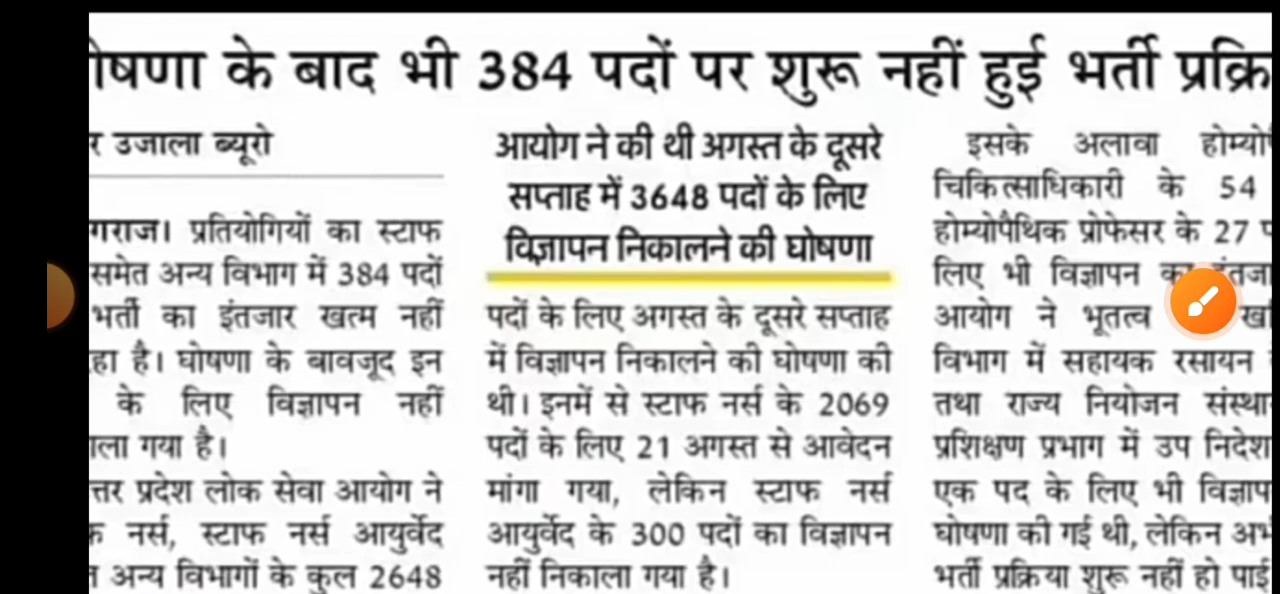 के बाद भी 384 पदों पर शुरू नहीं हुई भर्ती
उजाला ब्यूरो
प्रतियोगियों का स्टाफ
समेत अन्य विभाग में 384 पदों
भर्ती का इंतजार खत्म नहीं
है। घोषणा के बावजूद इन
के लिए विज्ञापन नहीं
गया है।
प्रदेश लोक सेवा आयोग ने
नर्स, स्टाफ नर्स आयुर्वेद
अन्य विभागों के कुल 2648
आयोग ने की थी अगस्त के दूसरे
सप्ताह में 3648 पदों के लिए
विज्ञापन निकालने की घोषणा
पदों के लिए अगस्त के दूसरे सप्ताह
में विज्ञापन निकालने की घोषणा की
थी। इनमें से स्टाफ नर्स के 2069
पदों के लिए 21 अगस्त से आवेदन
मांगा गया, लेकिन स्टाफ नर्स
आयुर्वेद के 300 पदों का विज्ञापन
नहीं निकाला गया है।
इसके अलावा
चिकित्साधिकारी के 54
होम्योपैथिक प्रोफेसर के 27
लिए भी विज्ञापन
आयोग ने भूतत्व
विभाग में सहायक रसायन
तथा राज्य नियोजन
प्रशिक्षण प्रभाग में उप
एक पद के लिए भी
घोषणा की गई थी, लेकिन
भर्ती प्रक्रिया शुरू नहीं हो